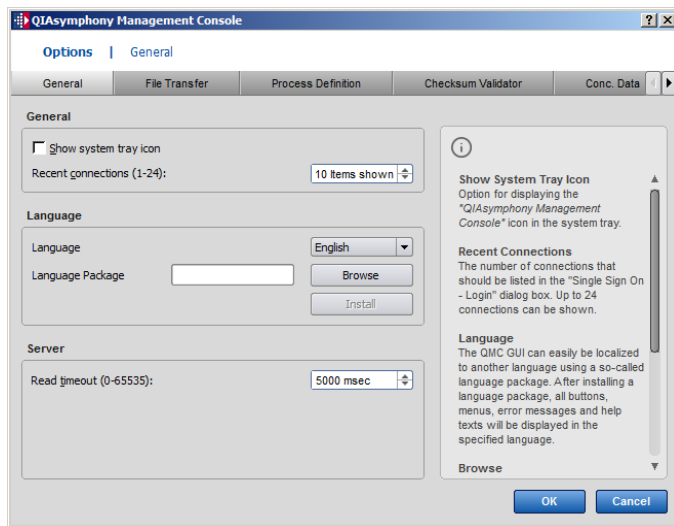 QIAsymphony Management Console
Options | General
General
File Transfer
Process Definition
Checksum Validator
Conc. Data
General
Show system tray icon
Recent connections (1-24):
10 Items shown
Language
Language
English
Language Package
Browse
Install
Server
Read timeout (0-65535):
5000 msec
Show System Tray Icon
Option for displaying the
"QIAsymphony Management
Console" icon in the system tray.
Recent Connections
The number of connections that
should be listed in the "Single Sign On
- Login" dialog box. Up to 24
connections can be shown.
Language
The QMC GUI can easily be localized
to another language using a so-called
language package. After installing a
language package, all buttons,
menus, error messages and help
texts will be displayed in the
specified language.
Browse
OK
Cancel